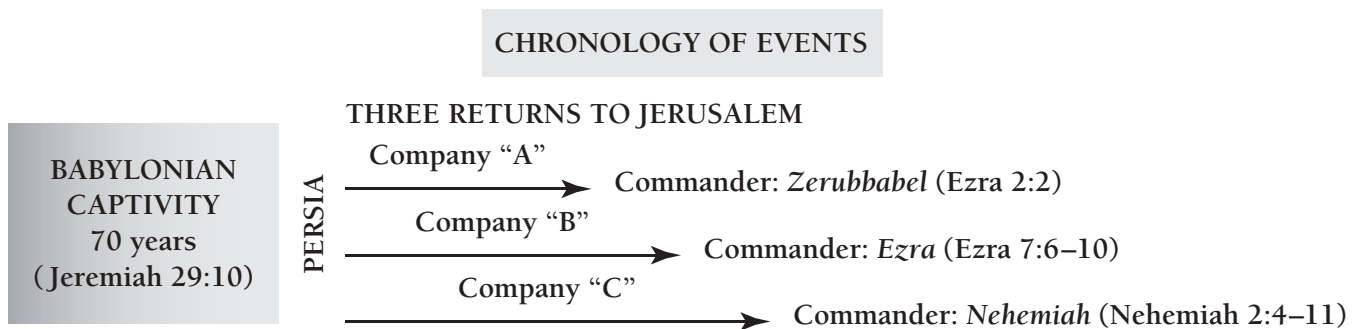 CHRONOLOGY OF EVENTS
THREE RETURNS TO JERUSALEM
BABYLONIAN
CAPTIVITY
70 years
(Jeremiah 29:10)
PERSIA
Company “A”
Commander: Zerubbabel (Ezra 2:2)
Company “B”
Commander: Ezra (Ezra 7:6–10)
Company “C”
Commander: Nehemiah (Nehemiah 2:4–11)